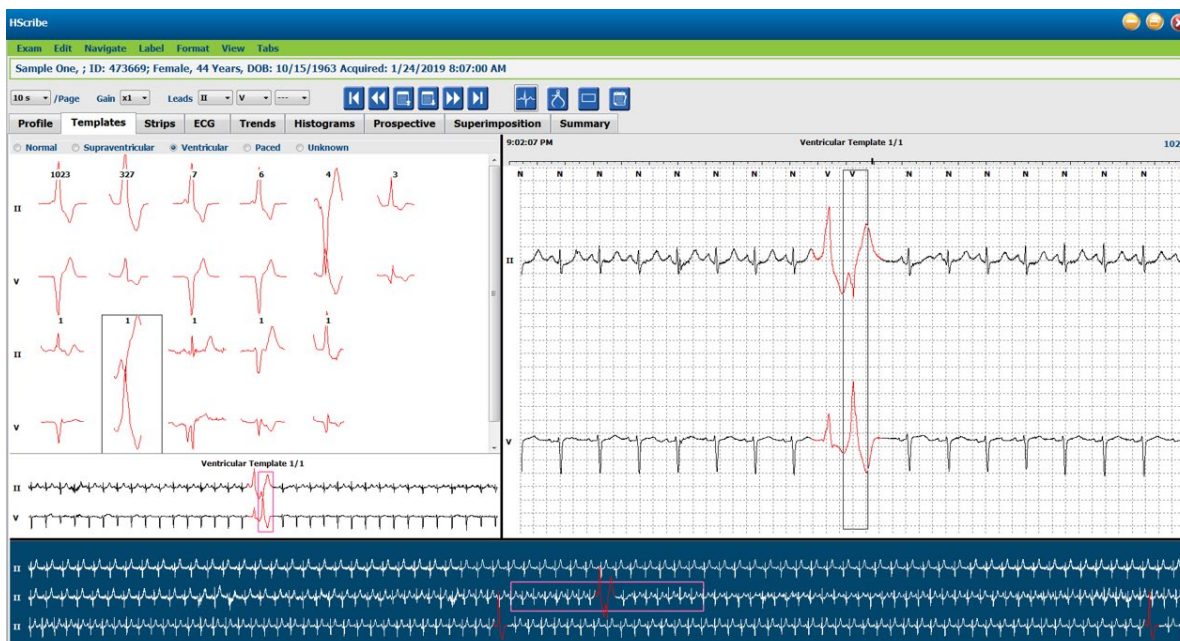 HScribe
Exam Edit Navigate Label Format View Tabs
Sample One, ; ID: 473669; Female, 44 Years, DOB: 10/15/1963 Acquired: 1/24/2019 8:07:00 AM
10 s /Page Gain x1 Leads II V ---
Profile Templates Strips ECG Trends Histograms Prospective Superimposition Summary
Normal Supraventricular Ventricular Paced Unknown
9:02:07 PM Ventricular Template 1/1 102
1023 327 7 6 4 3
N N N N N N N N V V N N N N N N N
II
V
1 1 1 1 1
II
V
II
V
Ventricular Template 1/1
II
V
II
II
II